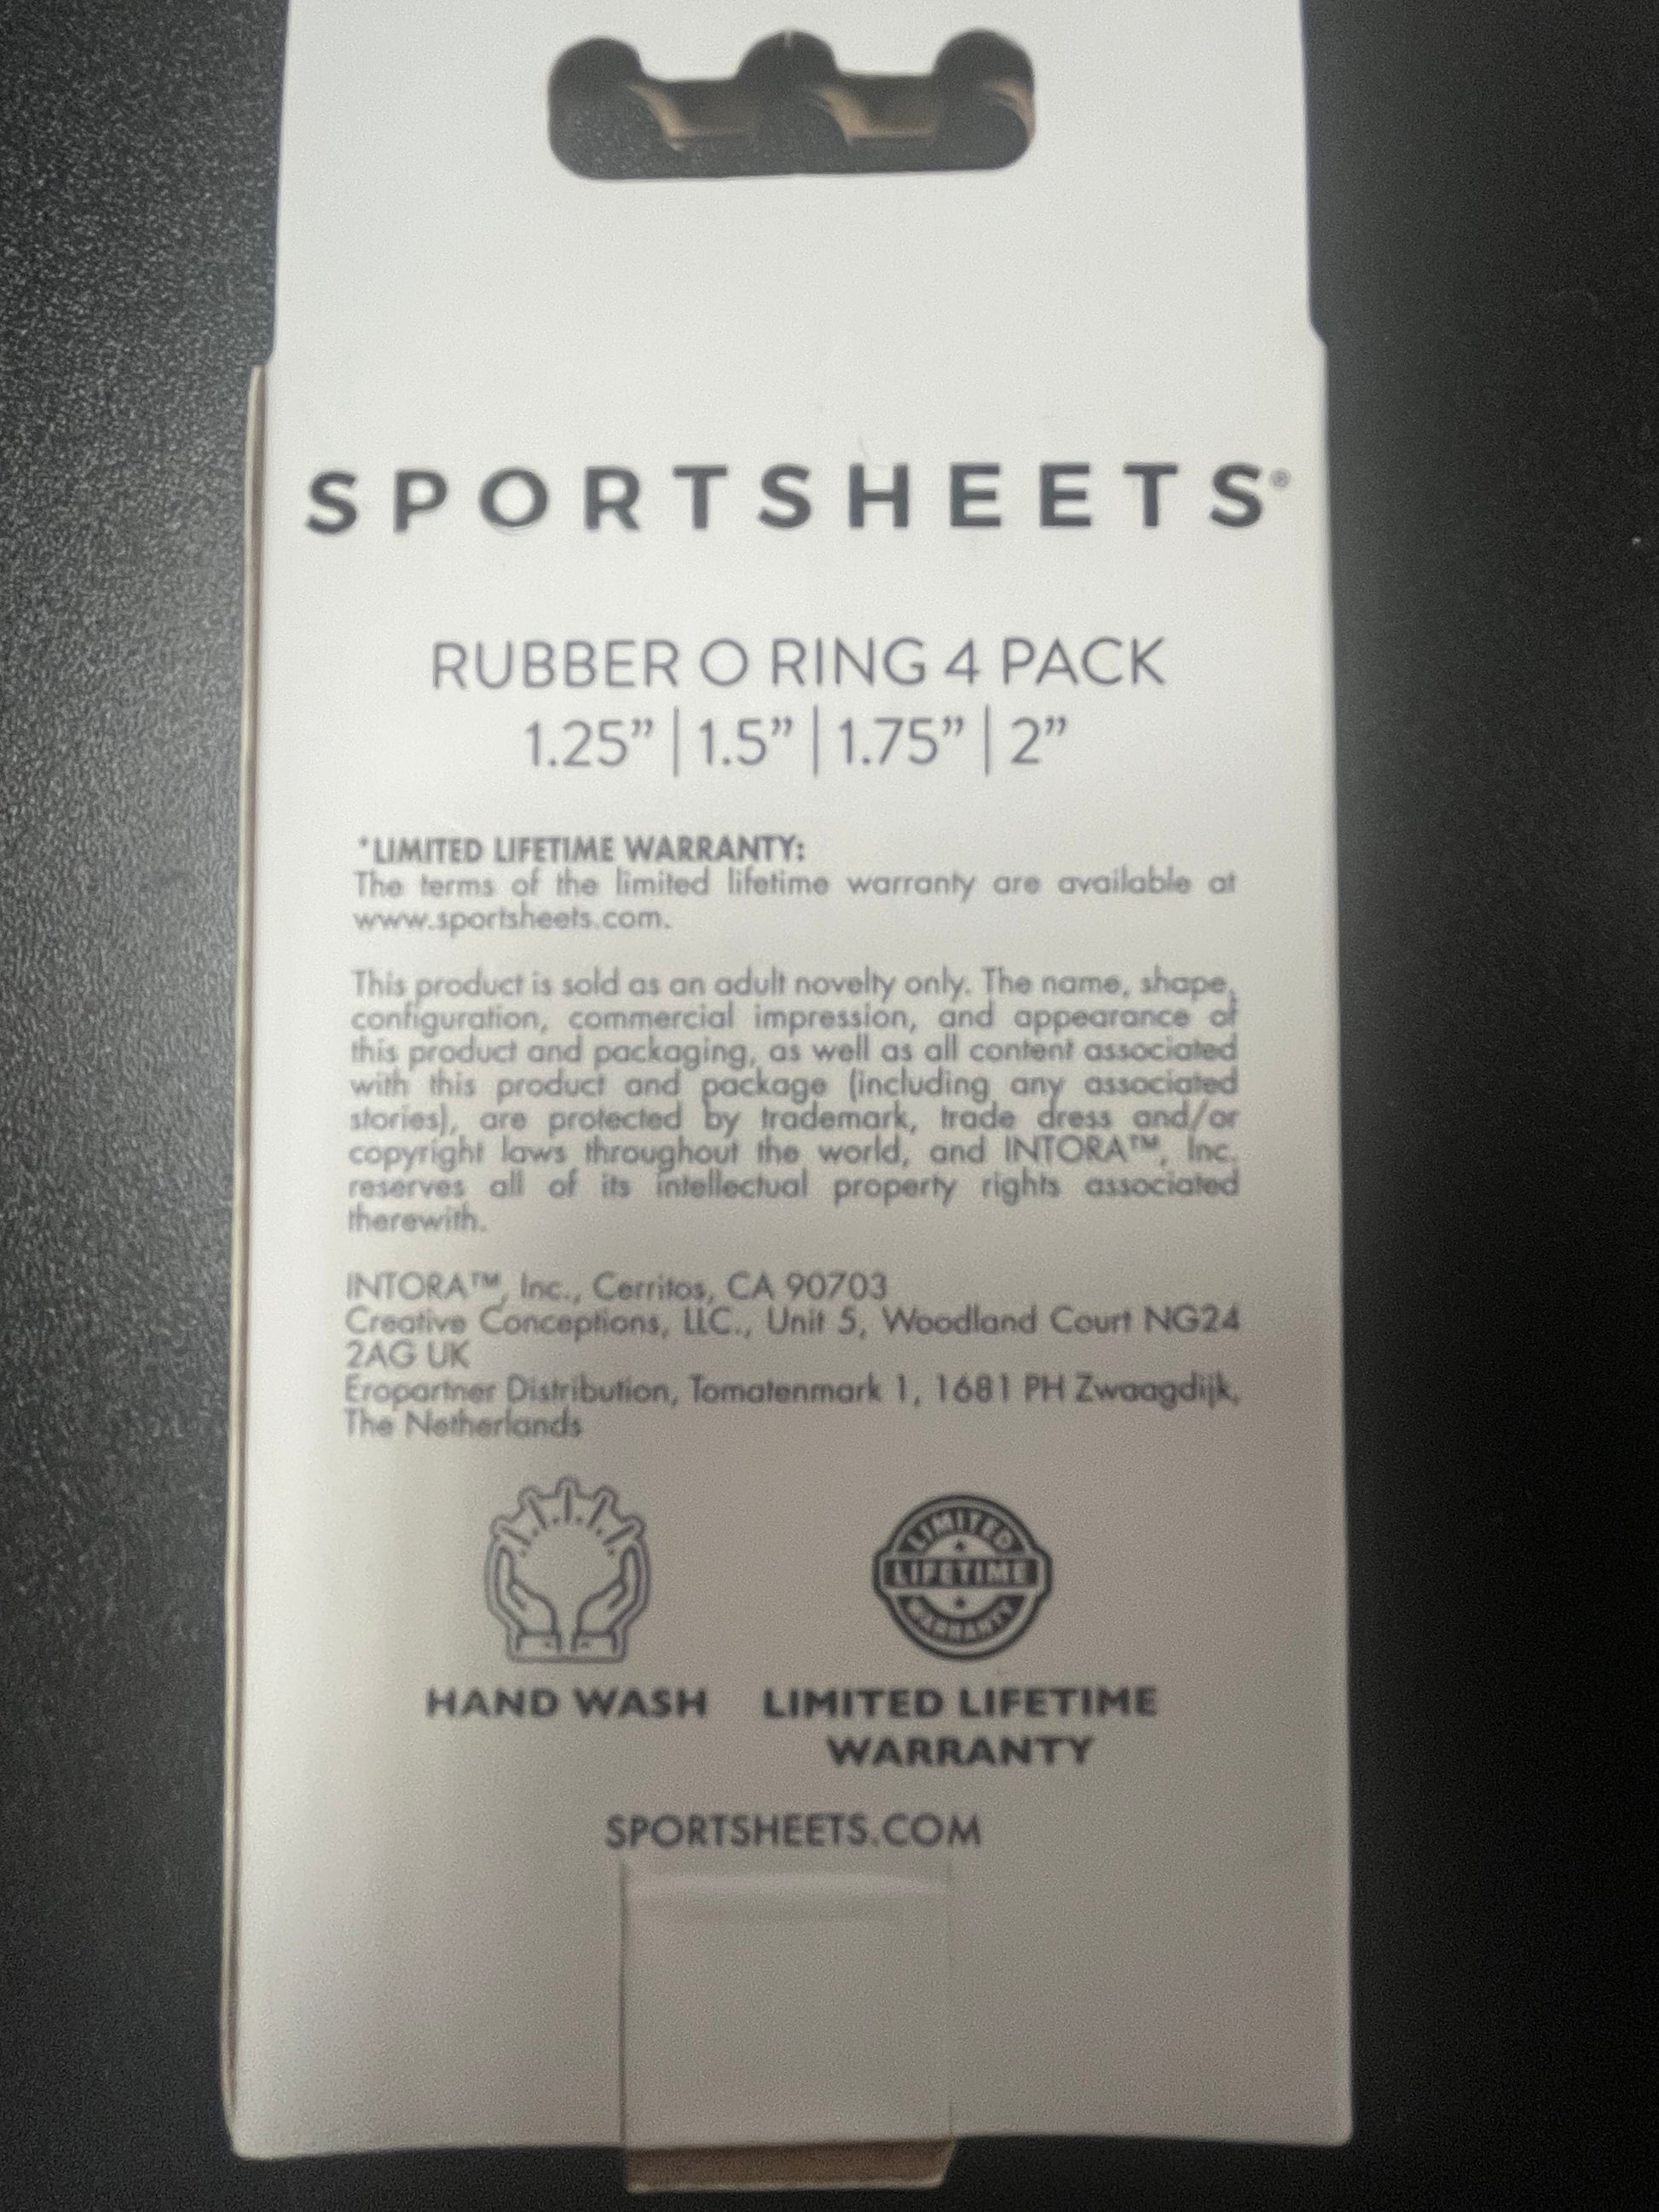 SPORTSHEETS®
RUBBER O RING 4 PACK
1.25” | 1.5” | 1.75” | 2”
*LIMITED LIFETIME WARRANTY:
The terms of the limited lifetime warranty are available at
www.sportsheets.com.
This product is sold as an adult novelty only. The name, shape,
configuration, commercial impression, and appearance of
this product and packaging, as well as all content associated
with this product and package (including any associated
stories), are protected by trademark, trade dress and/or
copyright laws throughout the world, and INTORA™, Inc.
reserves all of its intellectual property rights associated
therewith.
INTORA™, Inc., Cerritos, CA 90703
Creative Conceptions, LLC., Unit 5, Woodland Court NG24
2AG UK
Eropartner Distribution, Tomatenmark 1, 1681 PH Zwaagdijk,
The Netherlands
LIMITED
LIFETIME
WARRANTY
HAND WASH
LIMITED LIFETIME
WARRANTY
SPORTSHEETS.COM